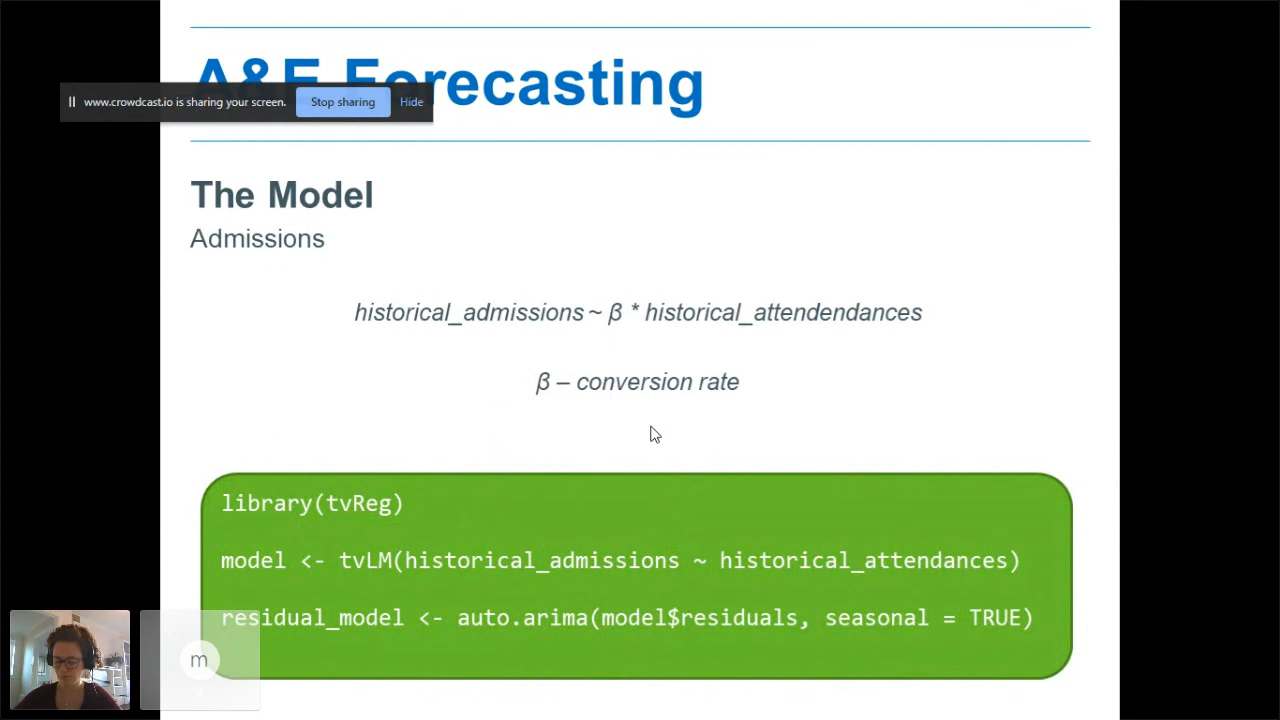 A&E Forecasting
www.crowdcast.io is sharing your screen. Stop sharing Hide
The Model
Admissions
historical_admissions ~ β * historical_attendendances
β – conversion rate
library(tvReg)
model <- tvLM(historical_admissions ~ historical_attendances)
residual_model <- auto.arima(model$residuals, seasonal = TRUE)
m